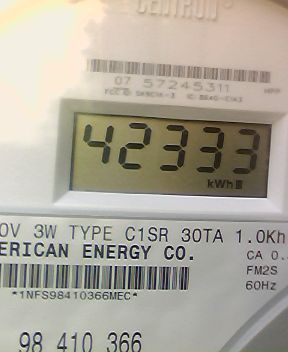 CENTRON
07 57245311
42333
kWh
0V 3W TYPE C1SR 30TA 1.0Kh
ERICAN ENERGY CO.
CA 0.
FM2S
*1NFS98410366MEC*
60Hz
98 410 366